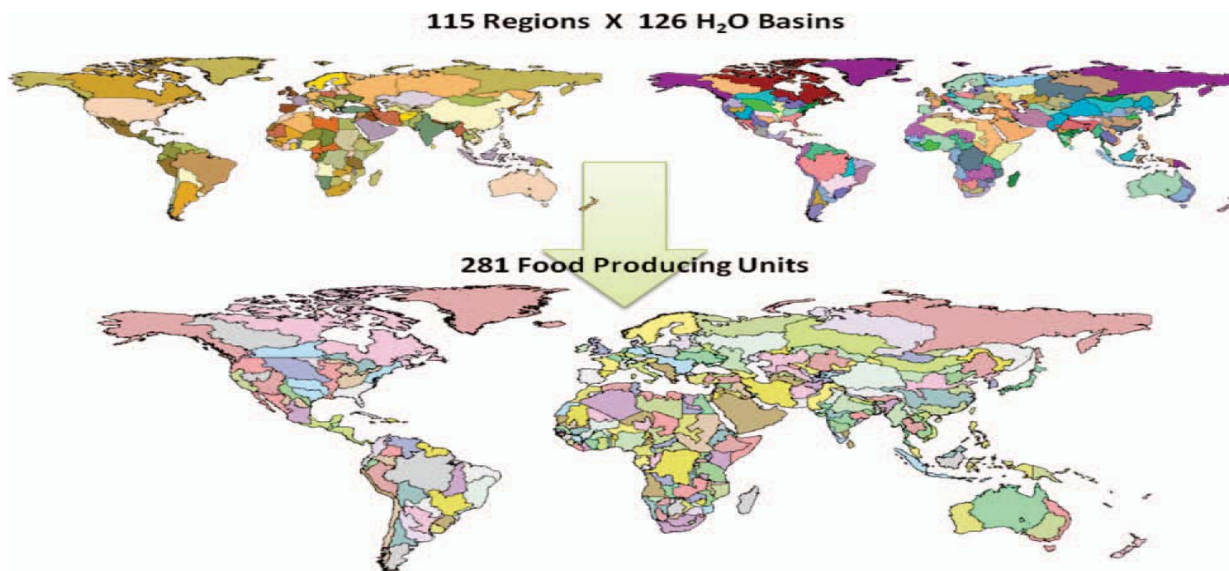 115 Regions X 126 H₂O Basins
281 Food Producing Units